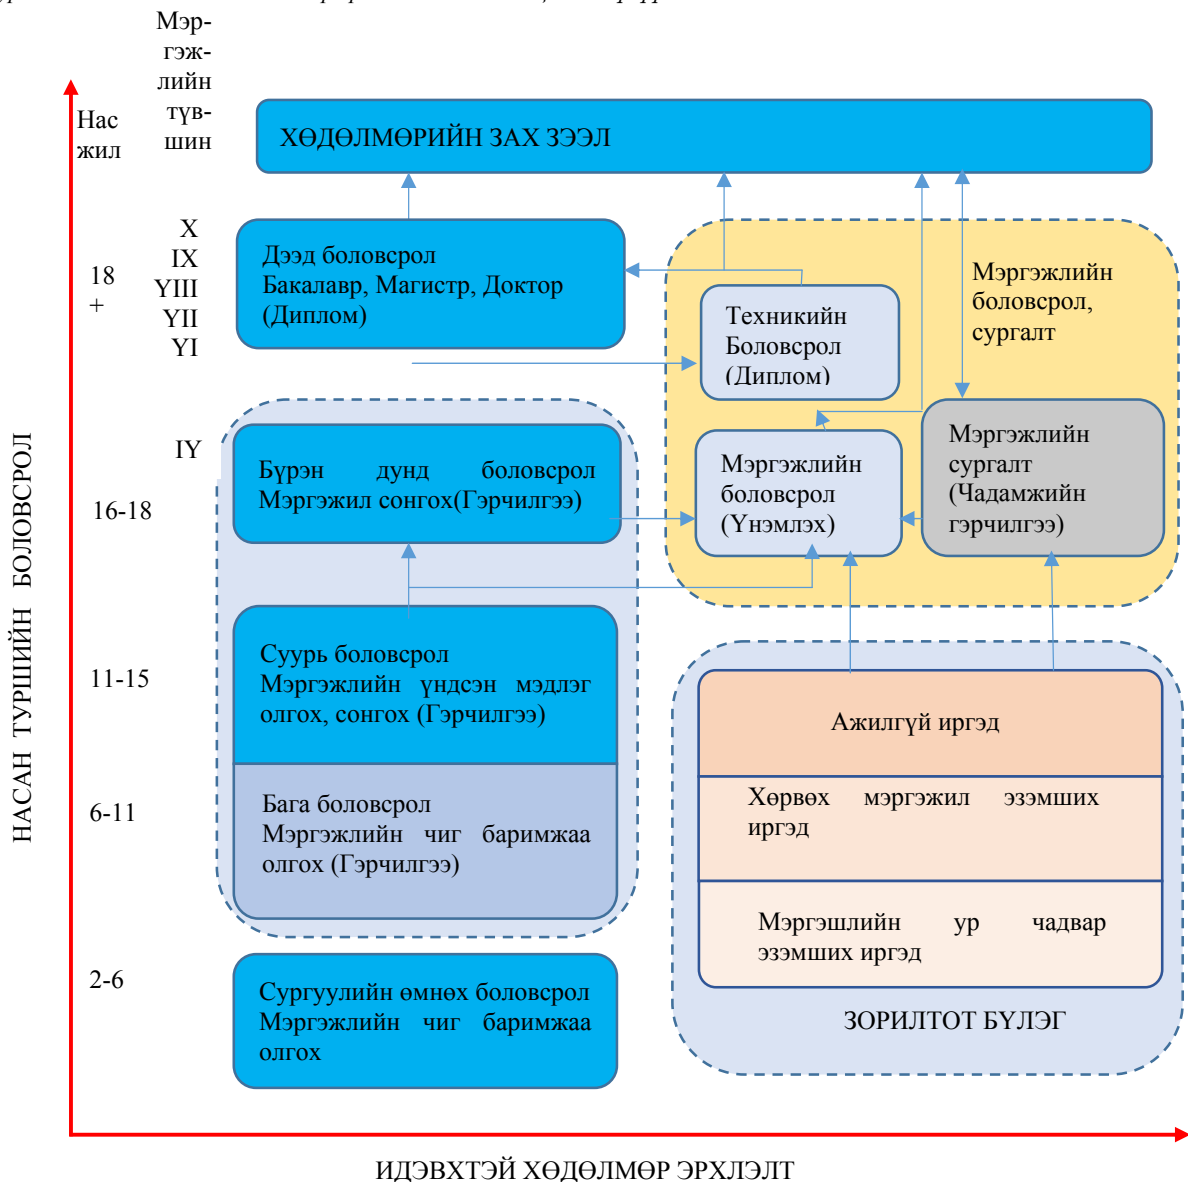 Мэр-
гэж-
лийн
түв-
шин
Нас
жил
ХӨДӨЛМӨРИЙН ЗАХ ЗЭЭЛ
X
IX
YIII
YII
YI
18
+
Дээд боловсрол
Бакалавр, Магистр, Доктор
(Диплом)
Мэргэжлийн
боловсрол,
сургалт
Техникийн
Боловсрол
(Диплом)
IY
16-18
Бүрэн дунд боловсрол
Мэргэжил сонгох(Гэрчилгээ)
Мэргэжлийн
боловсрол
(Үнэмлэх)
Мэргэжлийн
сургалт
(Чадамжийн
гэрчилгээ)
11-15
Суурь боловсрол
Мэргэжлийн үндсэн мэдлэг
олгох, сонгох (Гэрчилгээ)
6-11
Бага боловсрол
Мэргэжлийн чиг баримжаа
олгох (Гэрчилгээ)
2-6
Сургуулийн өмнөх боловсрол
Мэргэжлийн чиг баримжаа
олгох
Ажилгүй иргэд
Хөрвөх мэргэжил эзэмших
иргэд
Мэргэшлийн ур чадвар
эзэмших иргэд
ЗОРИЛТОТ БҮЛЭГ
НАСАН ТУРШИЙН БОЛОВСРОЛ
ИДЭВХТЭЙ ХӨДӨЛМӨР ЭРХЛЭЛТ